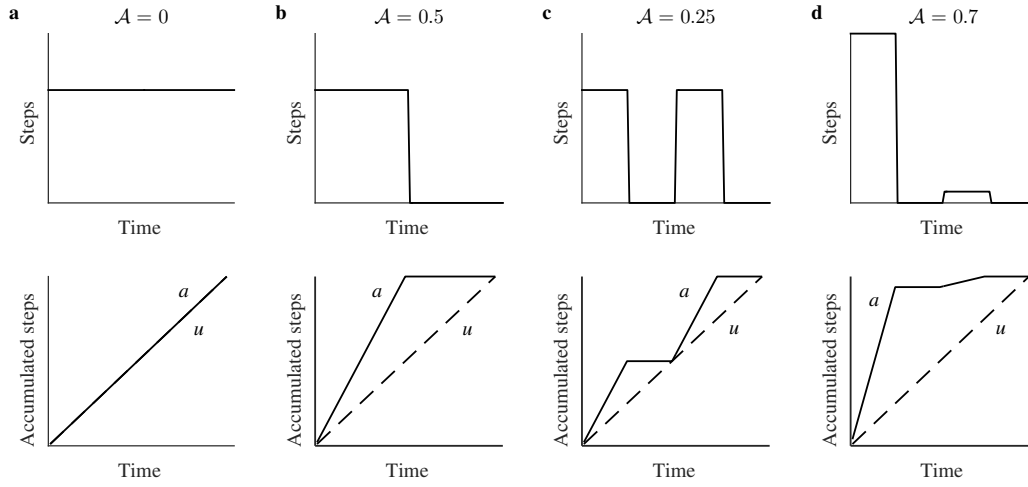 a
𝒜 = 0
Steps
Time
b
𝒜 = 0.5
Steps
Time
c
𝒜 = 0.25
Steps
Time
d
𝒜 = 0.7
Steps
Time
Accumulated steps
a
u
Time
Accumulated steps
a
u
Time
Accumulated steps
a
u
Time
Accumulated steps
a
u
Time